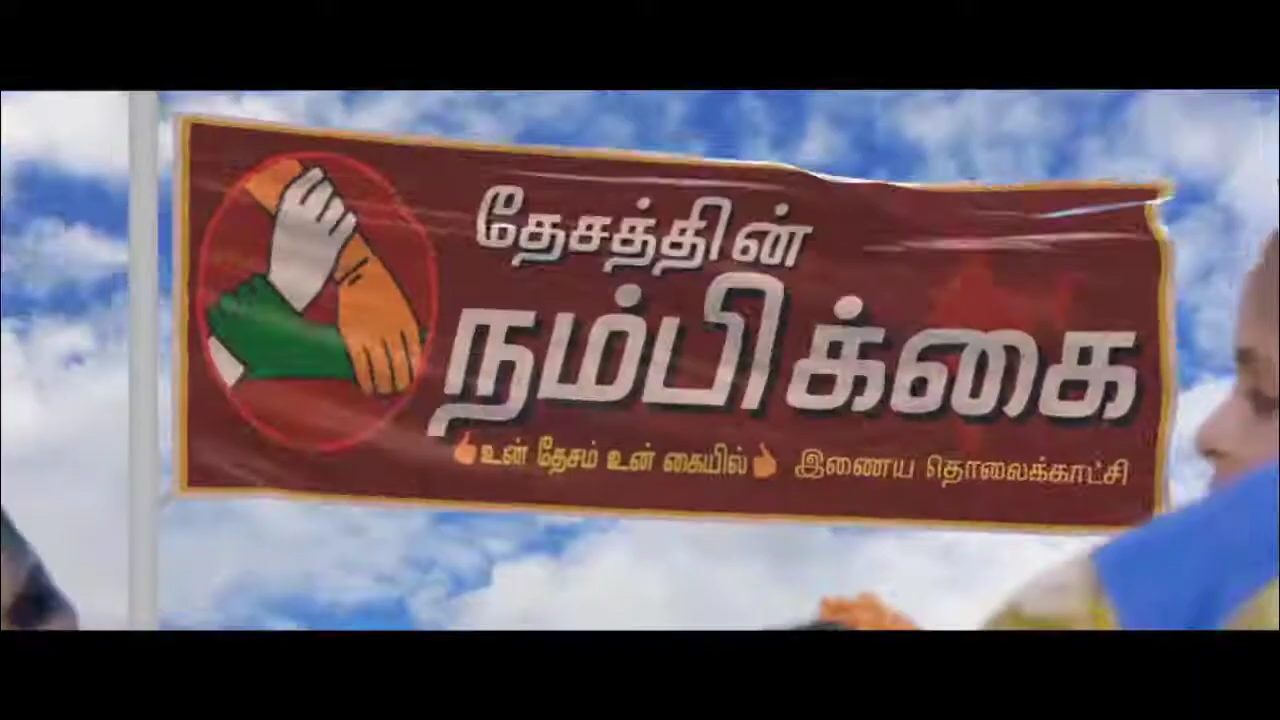 தேசத்தின்
நம்பிக்கை
உன் தேசம் உன் கையில் இணைய தொலைக்காட்சி